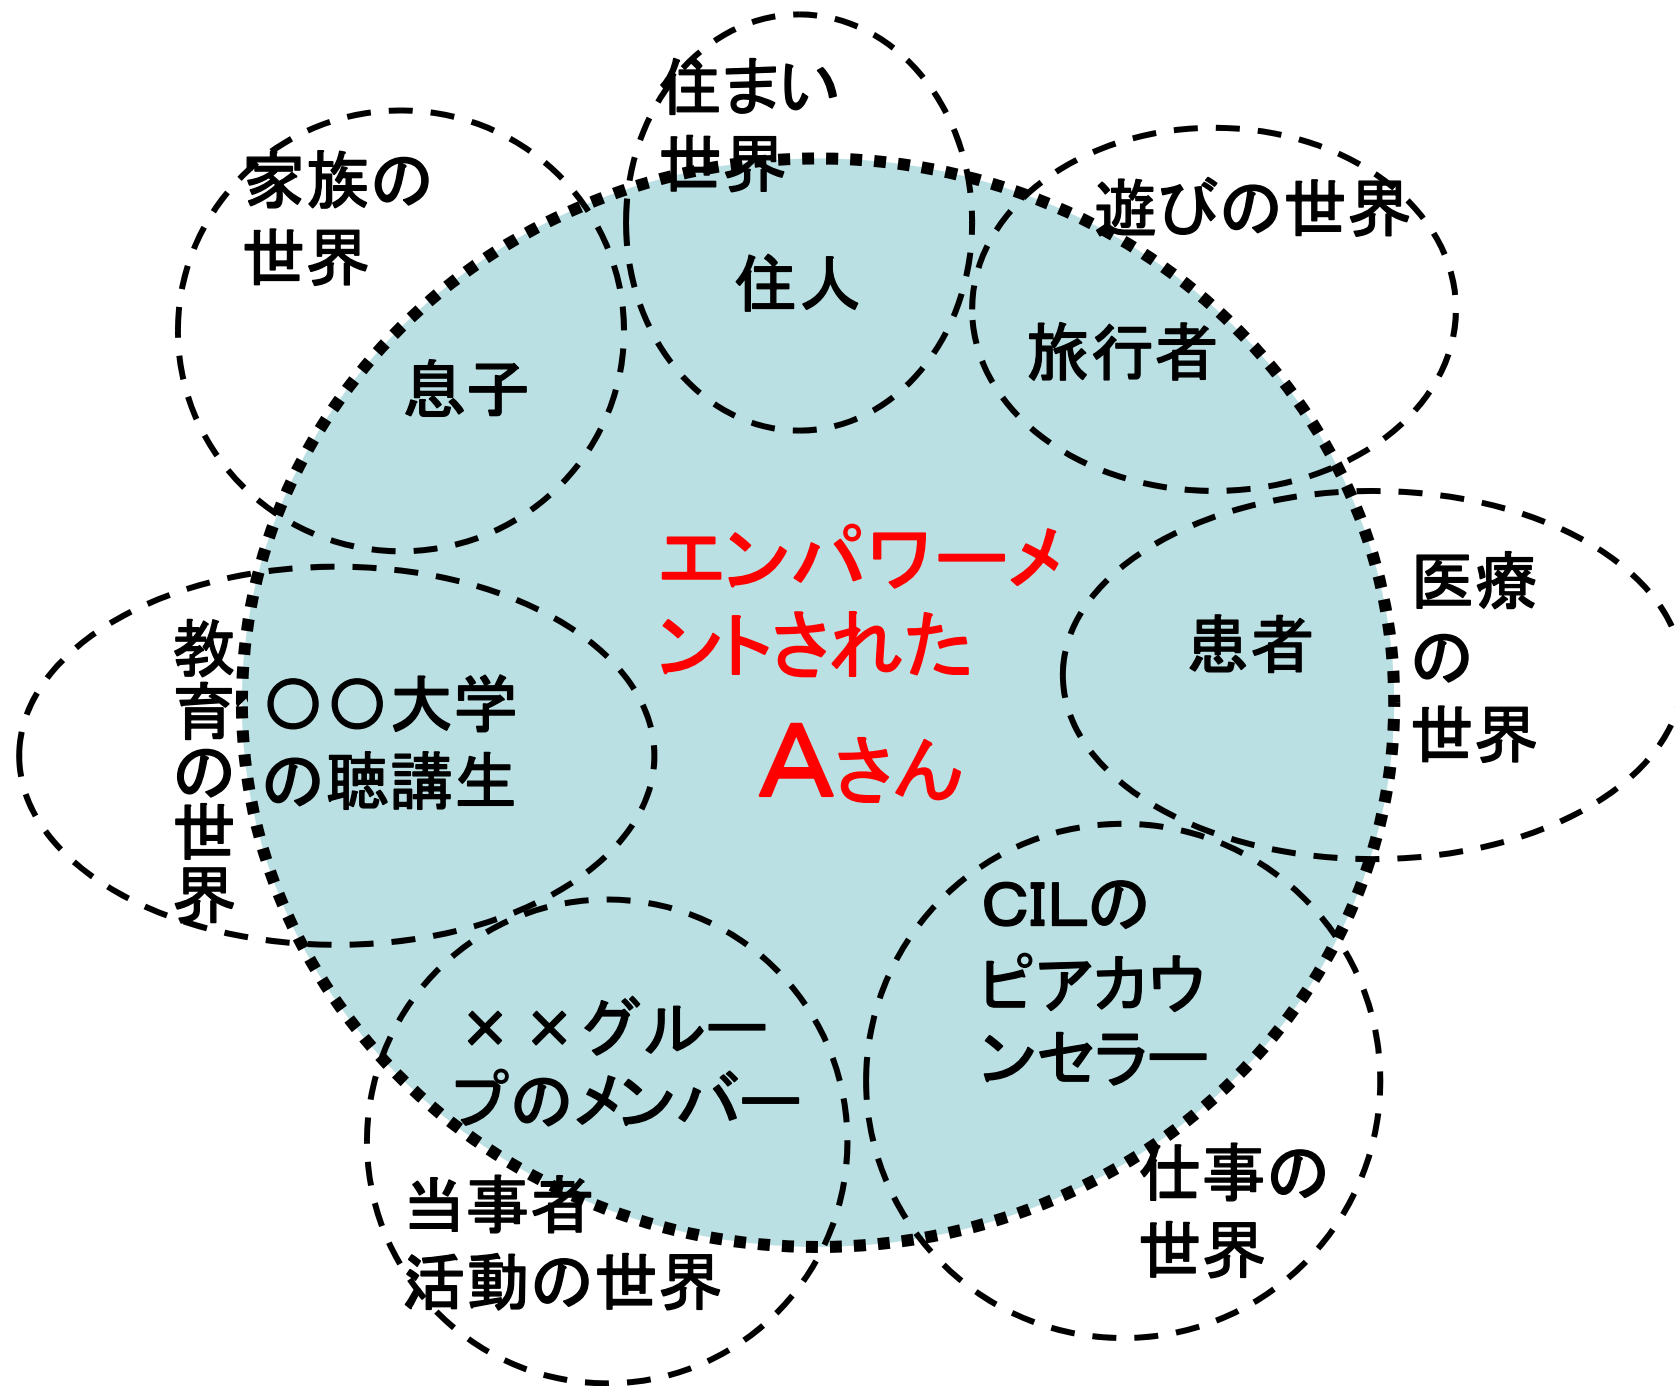 住まい
世界
家族の
世界
遊びの世界
住人
旅行者
息子
エンパワーメ
ントされた
Aさん
医療
の
世界
患者
教育の世界
〇〇大学
の聴講生
CILの
ピアカウ
ンセラー
××グルー
プのメンバー
仕事の
世界
当事者
活動の世界